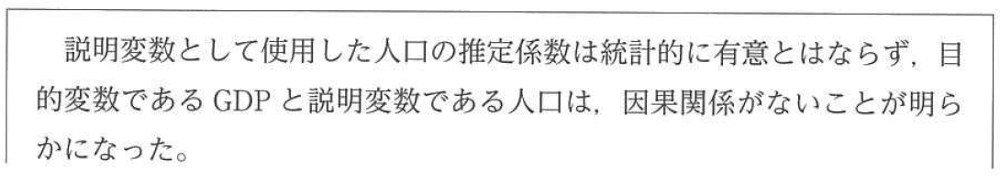 説明変数として使用した人口の推定係数は統計的に有意とはならず，目
的変数である GDP と説明変数である人口は，因果関係がないことが明ら
かになった。